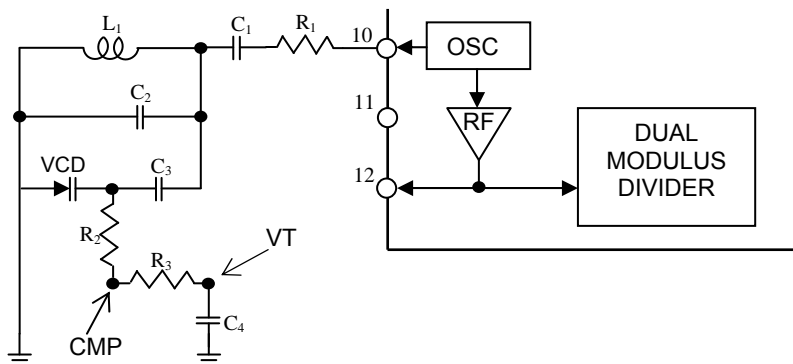 L₁
C₁
R₁
10
OSC
C₂
11
RF
DUAL
MODULUS
DIVIDER
VCD
C₃
12
R₂
VT
R₃
CMP
C₄